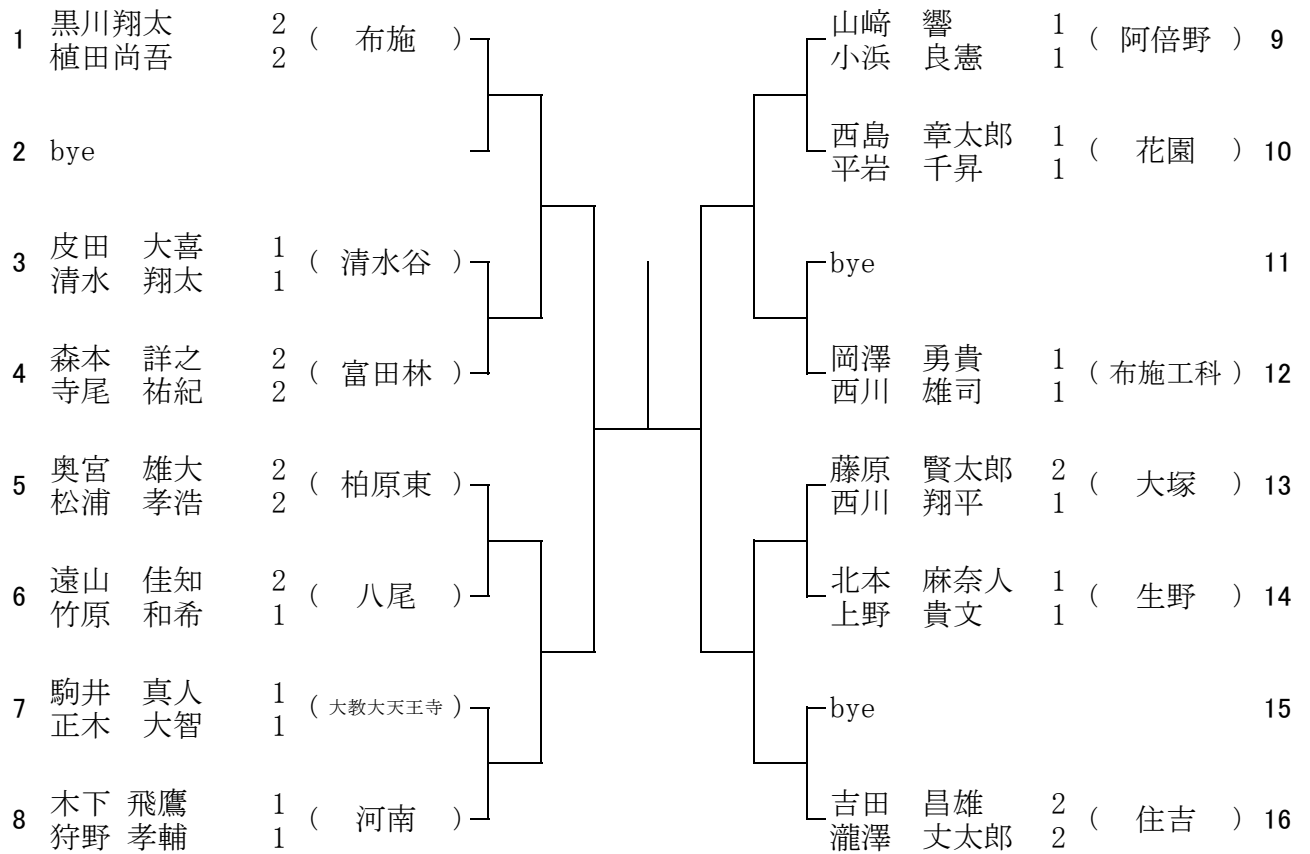 1 黒川翔太 2 ( 布施 )
植田尚吾 2
2 bye
3 皮田 大喜 1 ( 清水谷 )
清水 翔太 1
4 森本 詳之 2 ( 富田林 )
寺尾 祐紀 2
5 奥宮 雄大 2 ( 柏原東 )
松浦 孝浩 2
6 遠山 佳知 2 ( 八尾 )
竹原 和希 1
7 駒井 真人 1 ( 大教大天王寺 )
正木 大智 1
8 木下 飛鷹 1 ( 河南 )
狩野 孝輔 1
山﨑 響 1 ( 阿倍野 ) 9
小浜 良憲 1
西島 章太郎 1 ( 花園 ) 10
平岩 千昇 1
bye 11
岡澤 勇貴 1 ( 布施工科 ) 12
西川 雄司 1
藤原 賢太郎 2 ( 大塚 ) 13
西川 翔平 1
北本 麻奈人 1 ( 生野 ) 14
上野 貴文 1
bye 15
吉田 昌雄 2 ( 住吉 ) 16
瀧澤 丈太郎 2